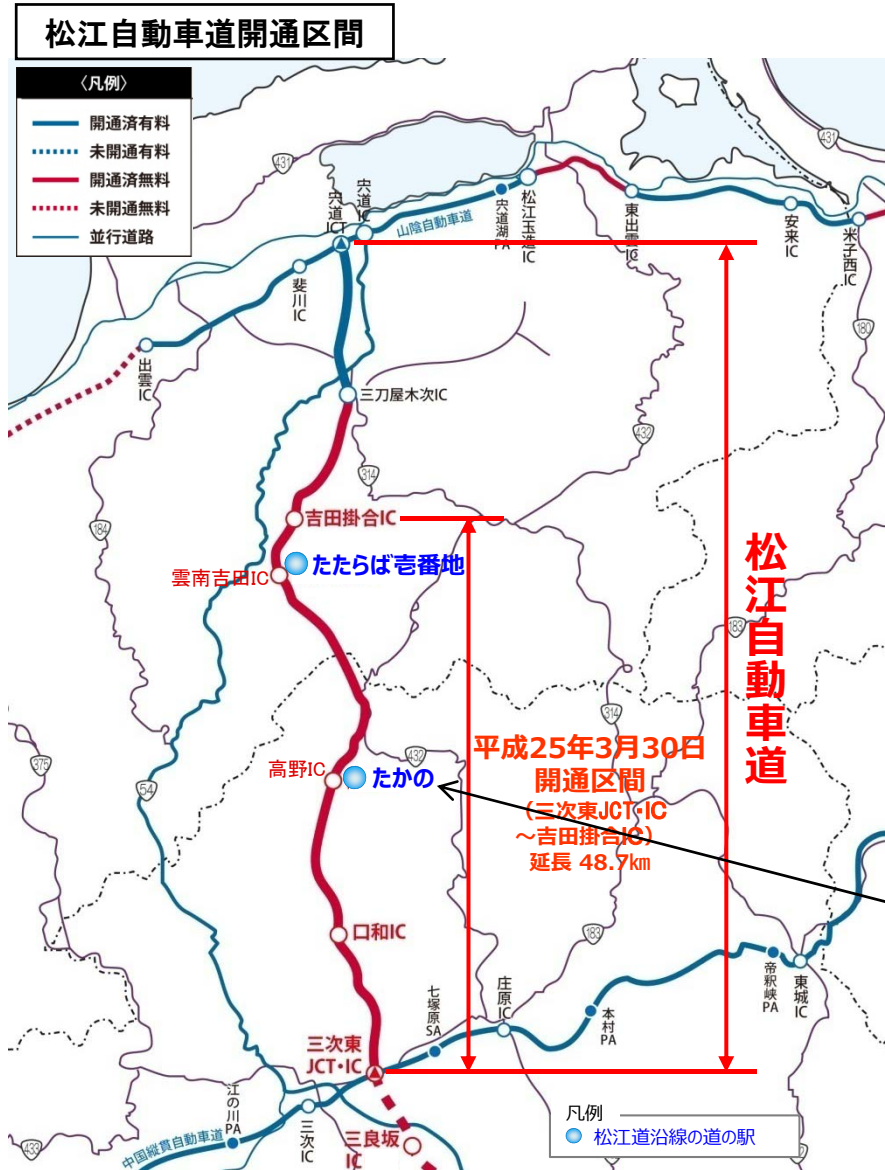 松江自動車道開通区間
〈凡例〉
開通済有料
未開通有料
開通済無料
未開通無料
並行道路
431
431
宍道JCT
宍道IC
山陰自動車道
宍道湖PA
松江玉造IC
東出雲IC
安来IC
米子西IC
斐川IC
出雲IC
180
三刀屋木次IC
432
314
184
吉田掛合IC
たたらば壱番地
雲南吉田IC
松江自動車道
183
314
432
375
54
高野IC
たかの
平成25年3月30日
開通区間
(三次東JCT・IC
～吉田掛合IC)
延長 48.7㎞
口和IC
183
七塚原SA
庄原IC
本村PA
帝釈峡PA
東城IC
三次東
JCT・IC
江の川PA
三次IC
三良坂
IC
433
中国縦貫自動車道
凡例
松江道沿線の道の駅